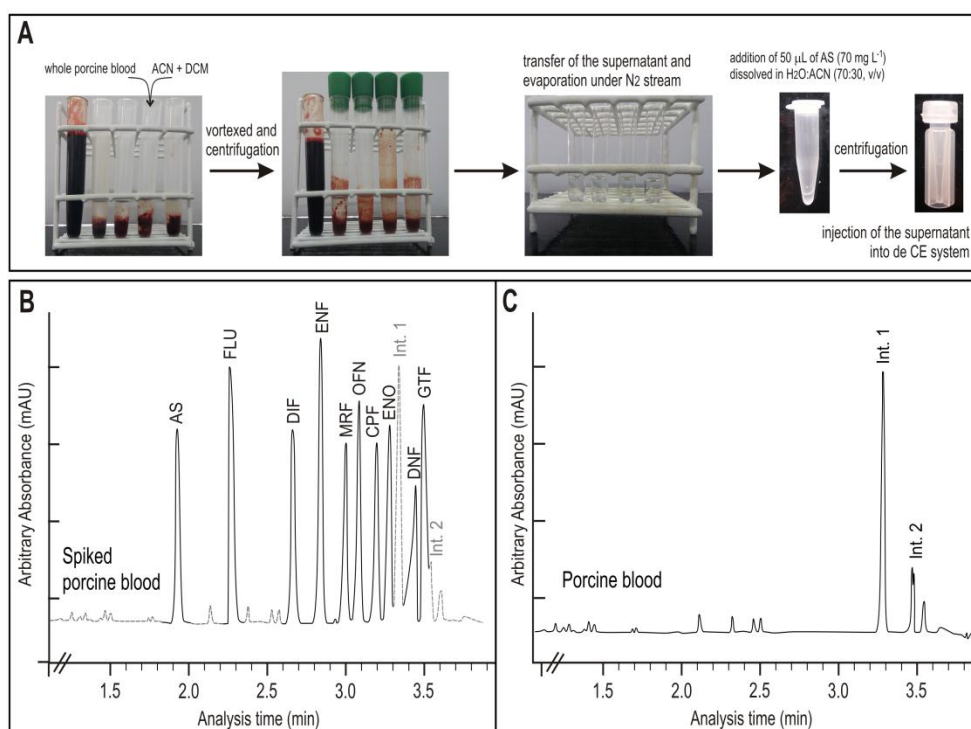 A
whole porcine blood
ACN + DCM
vortexed and
centrifugation
transfer of the supernatant and
evaporation under N2 stream
addition of 50 µL of AS (70 mg L-1)
dissolved in H2O:ACN (70:30, v/v)
centrifugation
injection of the supernatant
into de CE system
B
Arbitrary Absorbance (mAU)
AS
FLU
DIF
ENF
MRF
OFN
CPF
ENO
Int. 1
DNF
GTF
Int. 2
Spiked
porcine blood
1.5 2.0 2.5 3.0 3.5
Analysis time (min)
C
Arbitrary Absorbance (mAU)
Int. 1
Int. 2
Porcine blood
1.5 2.0 2.5 3.0 3.5
Analysis time (min)